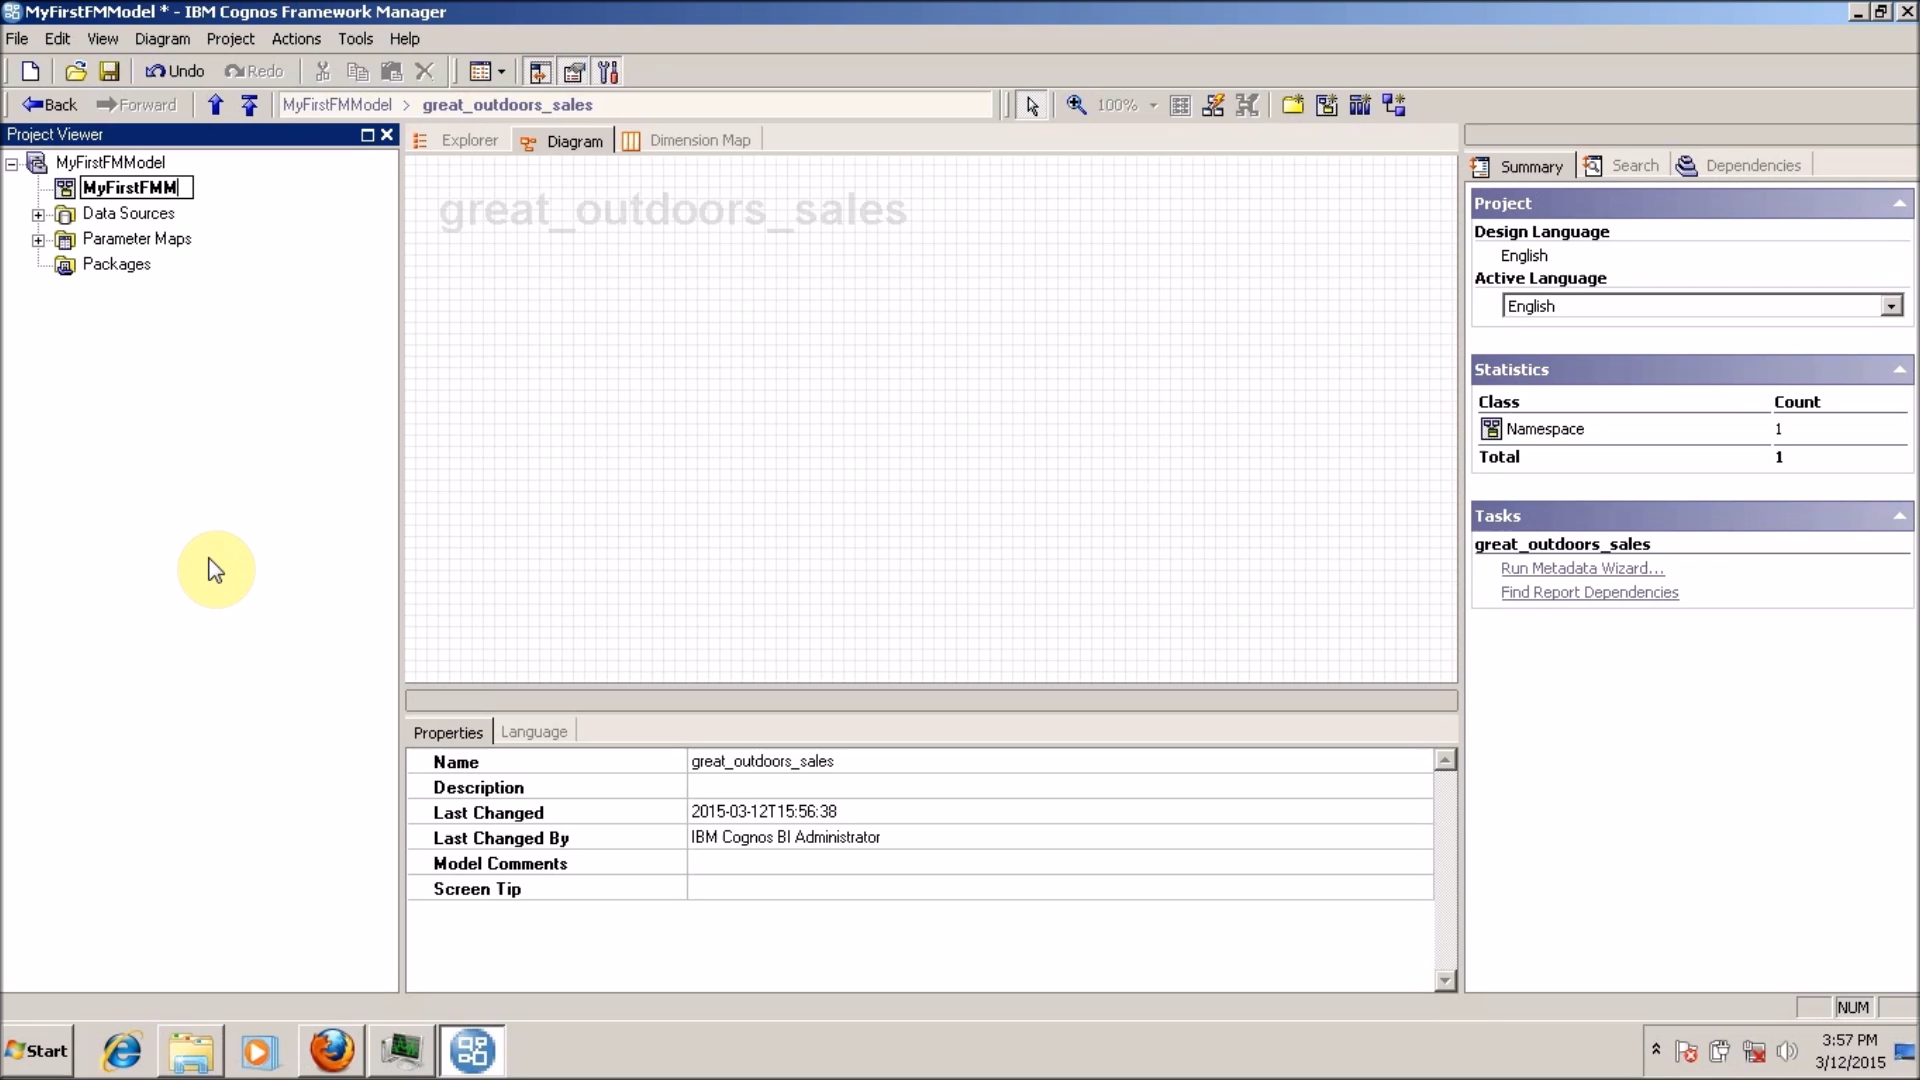 MyFirstFMModel * - IBM Cognos Framework Manager
File Edit View Diagram Project Actions Tools Help
Undo Redo
Back Forward MyFirstFMModel > great_outdoors_sales 100%
Project Viewer
MyFirstFMModel
MyFirstFMM
Data Sources
Parameter Maps
Packages
Explorer Diagram Dimension Map
great_outdoors_sales
Properties Language
Name great_outdoors_sales
Description
Last Changed 2015-03-12T15:56:38
Last Changed By IBM Cognos BI Administrator
Model Comments
Screen Tip
Summary Search Dependencies
Project
Design Language
English
Active Language
English
Statistics
Class Count
Namespace 1
Total 1
Tasks
great_outdoors_sales
Run Metadata Wizard...
Find Report Dependencies
NUM
Start
3:57 PM
3/12/2015